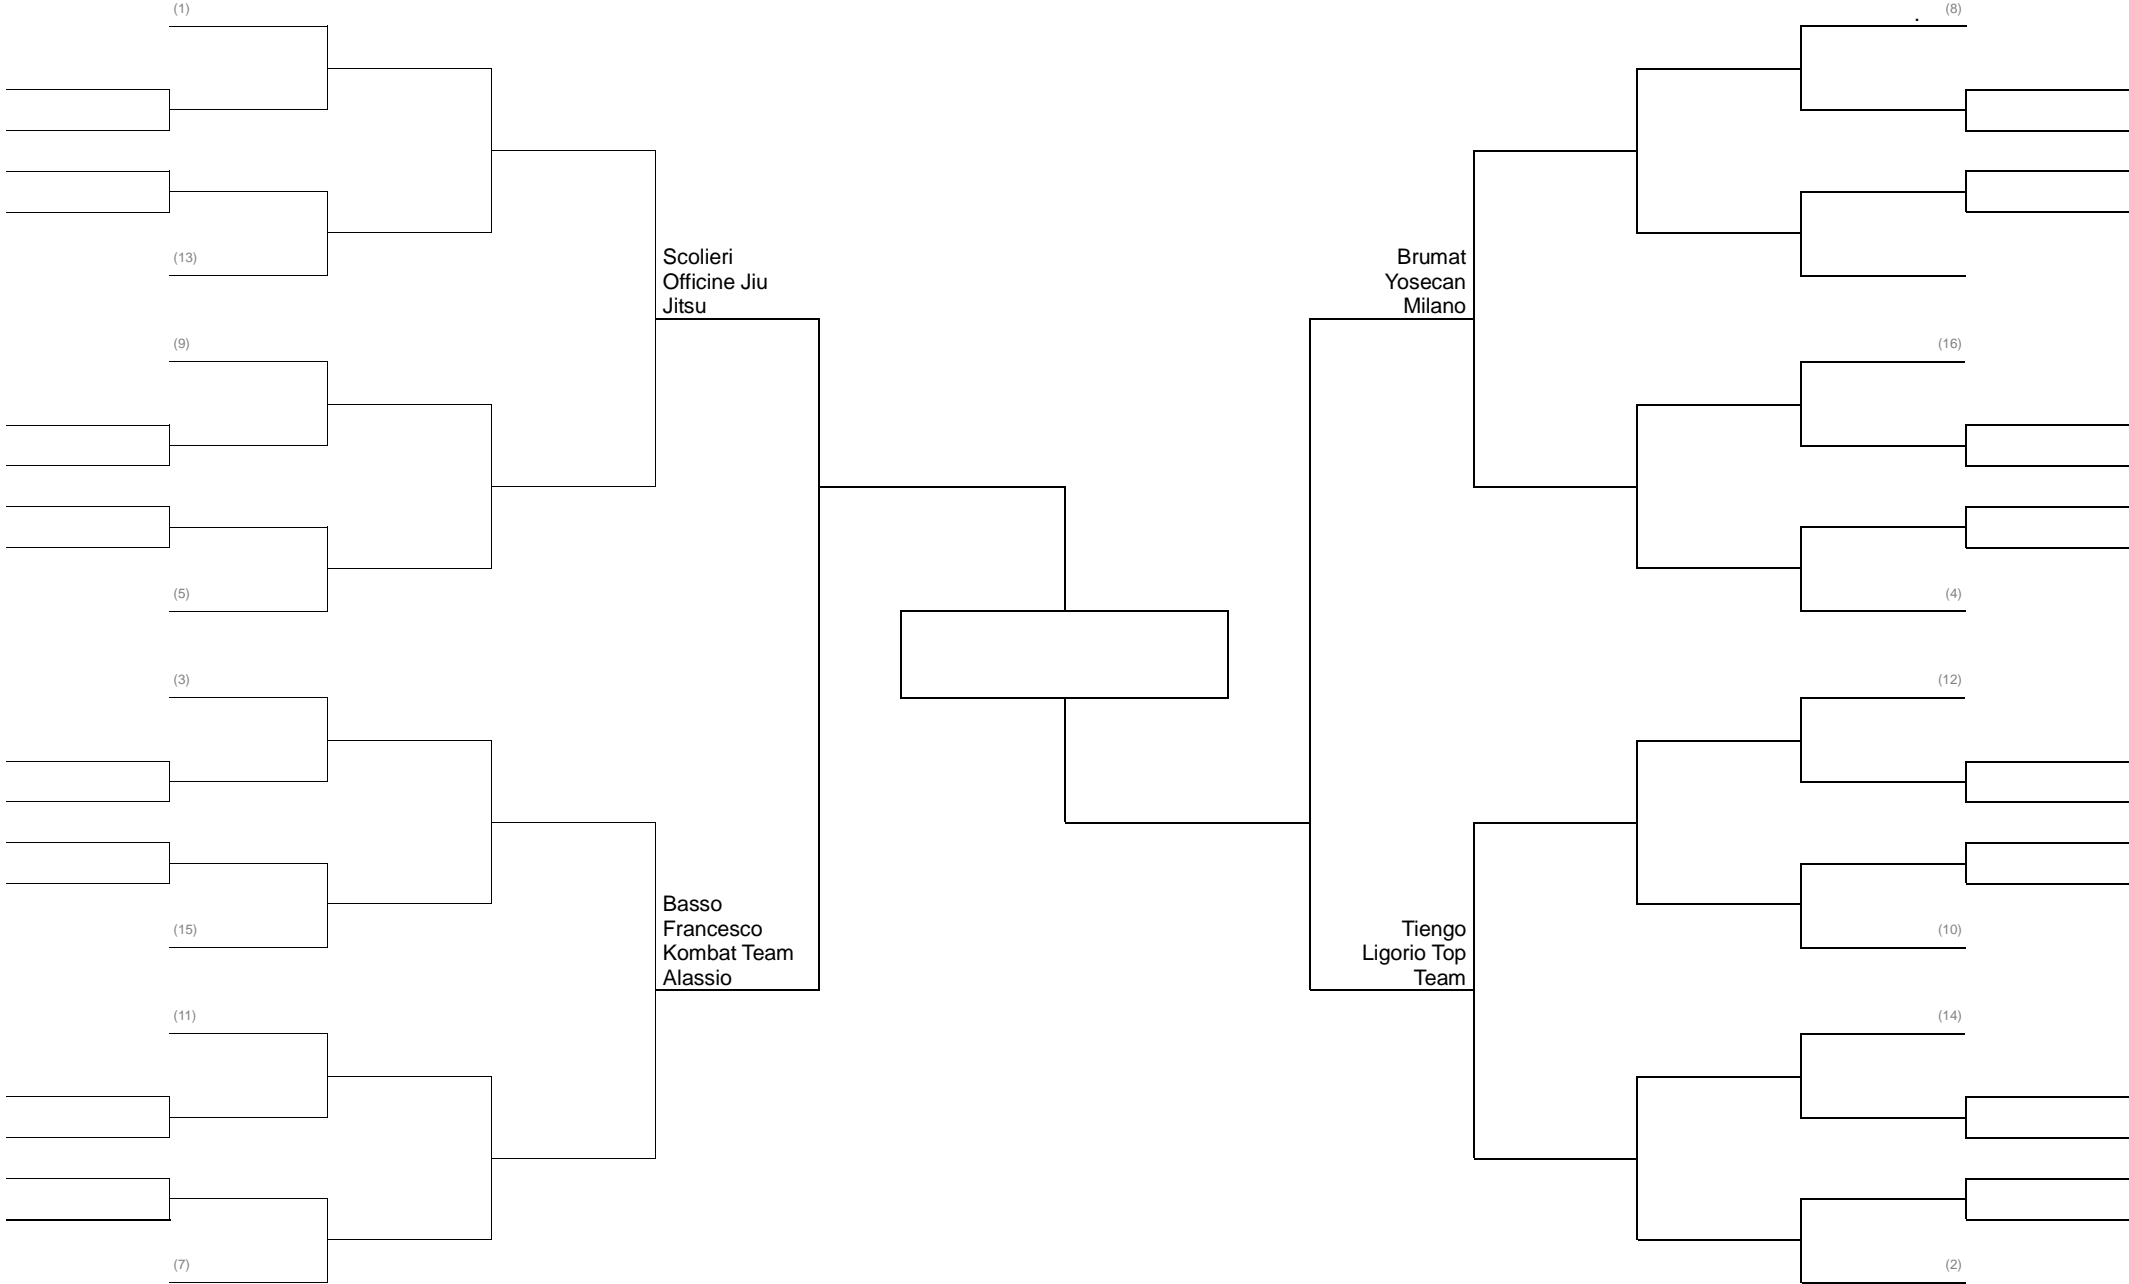 (1)
.
(8)
(13)
Scolieri
Officine Jiu
Jitsu
Brumat
Yosecan
Milano
(9)
(16)
(5)
(4)
(3)
(12)
(15)
Basso
Francesco
Kombat Team
Alassio
Tiengo
Ligorio Top
Team
(10)
(11)
(14)
(7)
(2)